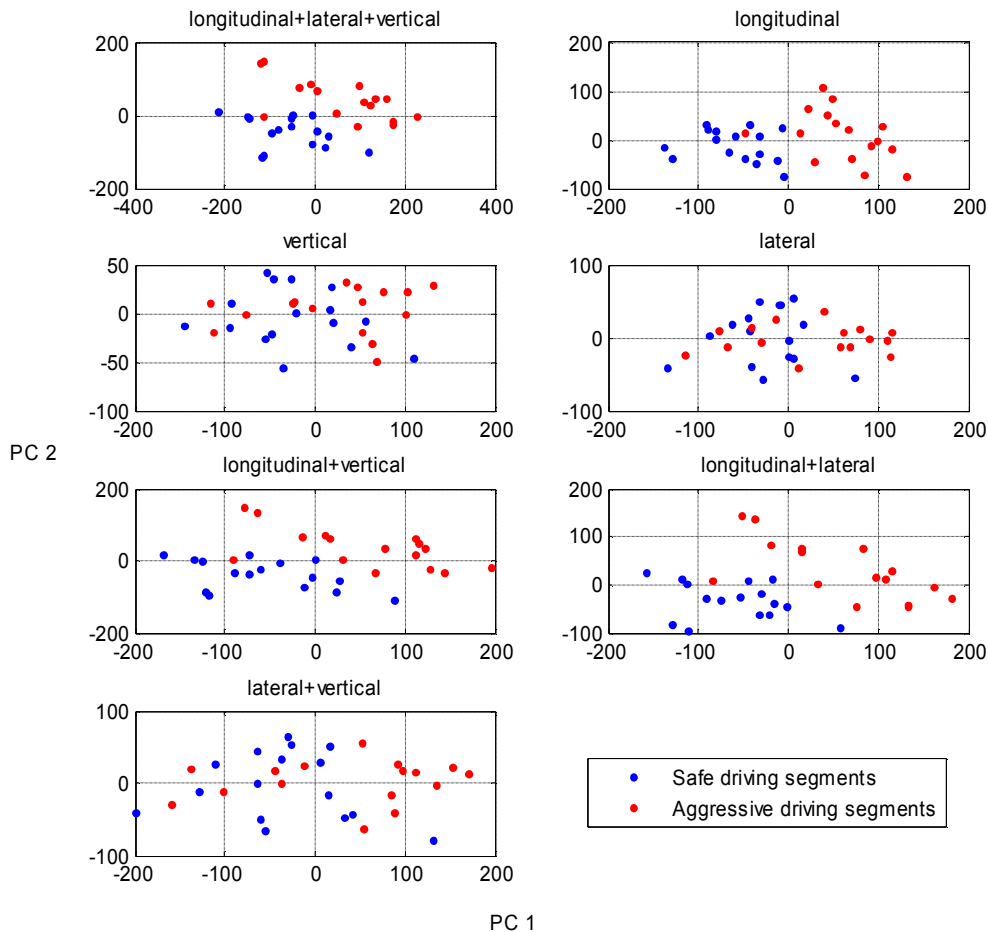 longitudinal+lateral+vertical
200
100
0
-100
-200
-400 -200 0 200 400
longitudinal
200
100
0
-100
-200 -100 0 100 200
vertical
50
0
-50
-100
-200 -100 0 100 200
lateral
100
0
-100
-200 -100 0 100 200
PC 2
longitudinal+vertical
200
0
-200
-200 -100 0 100 200
longitudinal+lateral
200
100
0
-100
-200 -100 0 100 200
lateral+vertical
100
0
-100
-200 -100 0 100 200
Safe driving segments
Aggressive driving segments
PC 1